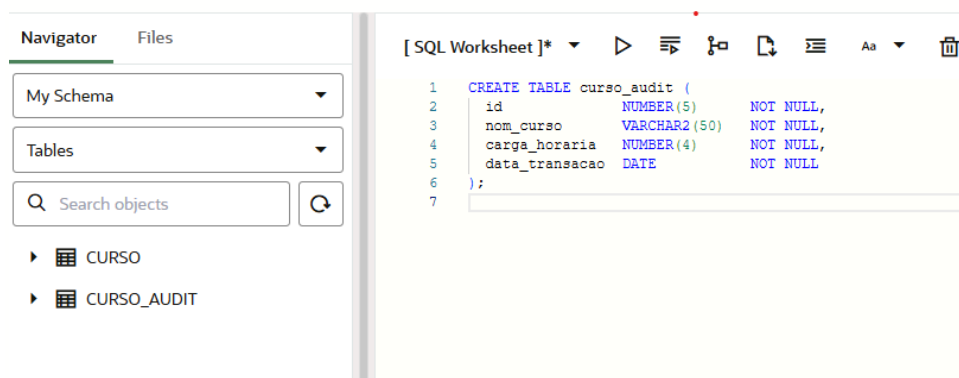 Navigator Files
My Schema
Tables
Search objects
CURSO
CURSO_AUDIT
[ SQL Worksheet ]* Aa
1 CREATE TABLE curso_audit (
2 id NUMBER(5) NOT NULL,
3 nom_curso VARCHAR2(50) NOT NULL,
4 carga_horaria NUMBER(4) NOT NULL,
5 data_transacao DATE NOT NULL
6 );
7